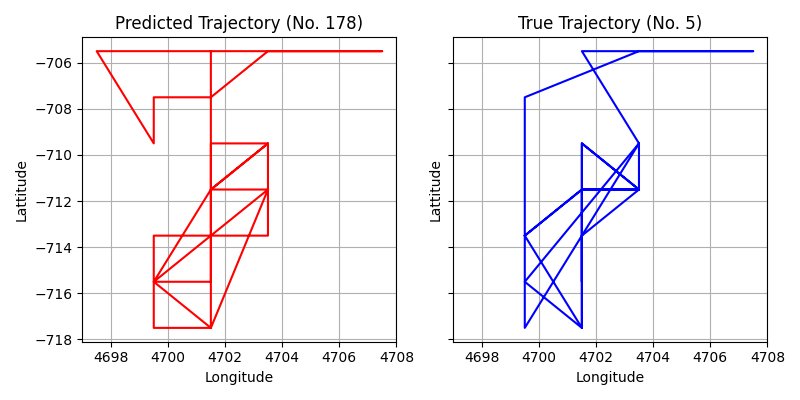 Predicted Trajectory (No. 178)
True Trajectory (No. 5)
Lattitude
−706
−708
−710
−712
−714
−716
−718
4698 4700 4702 4704 4706 4708
Longitude
Lattitude
4698 4700 4702 4704 4706 4708
Longitude